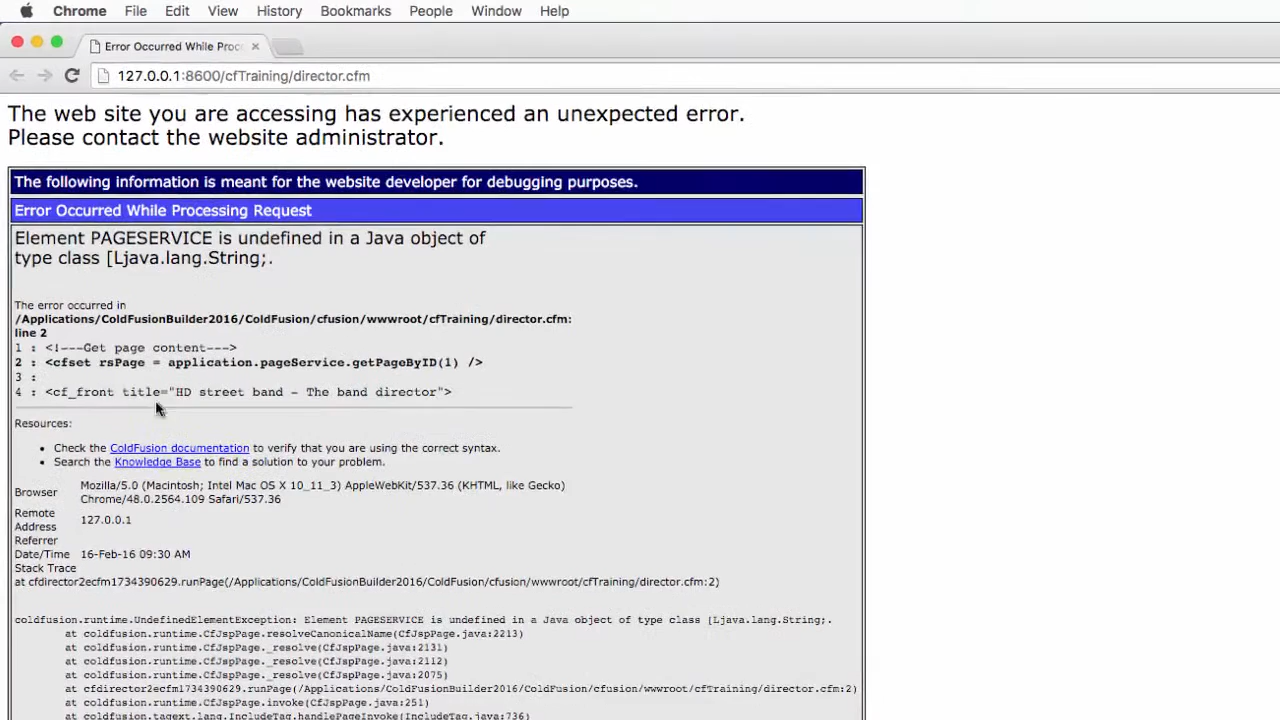 Chrome File Edit View History Bookmarks People Window Help
Error Occurred While Proc
127.0.0.1:8600/cfTraining/director.cfm
The web site you are accessing has experienced an unexpected error.
Please contact the website administrator.
The following information is meant for the website developer for debugging purposes.
Error Occurred While Processing Request
Element PAGESERVICE is undefined in a Java object of
type class [Ljava.lang.String;.
The error occurred in
/Applications/ColdFusionBuilder2016/ColdFusion/cfusion/wwwroot/cfTraining/director.cfm:
line 2
1 : <!---Get page content--->
2 : <cfset rsPage = application.pageService.getPageByID(1) />
3 :
4 : <cf_front title="HD street band - The band director">
Resources:
• Check the ColdFusion documentation to verify that you are using the correct syntax.
• Search the Knowledge Base to find a solution to your problem.
Browser Mozilla/5.0 (Macintosh; Intel Mac OS X 10_11_3) AppleWebKit/537.36 (KHTML, like Gecko)
Chrome/48.0.2564.109 Safari/537.36
Remote
Address 127.0.0.1
Referrer
Date/Time 16-Feb-16 09:30 AM
Stack Trace
at cfdirector2ecfm1734390629.runPage(/Applications/ColdFusionBuilder2016/ColdFusion/cfusion/wwwroot/cfTraining/director.cfm:2)
coldfusion.runtime.UndefinedElementException: Element PAGESERVICE is undefined in a Java object of type class [Ljava.lang.String;.
at coldfusion.runtime.CfJspPage.resolveCanonicalName(CfJspPage.java:2213)
at coldfusion.runtime.CfJspPage._resolve(CfJspPage.java:2131)
at coldfusion.runtime.CfJspPage._resolve(CfJspPage.java:2112)
at coldfusion.runtime.CfJspPage._resolve(CfJspPage.java:2075)
at cfdirector2ecfm1734390629.runPage(/Applications/ColdFusionBuilder2016/ColdFusion/cfusion/wwwroot/cfTraining/director.cfm:2)
at coldfusion.runtime.CfJspPage.invoke(CfJspPage.java:251)
at coldfusion.tagext.lang.IncludeTag.handlePageInvoke(IncludeTag.java:736)